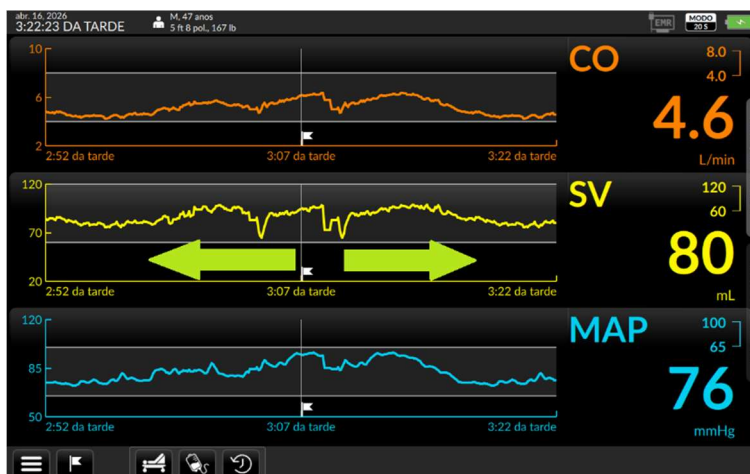 abr. 16, 2026
3:22:23 DA TARDE
M, 47 anos
5 ft 8 pol., 167 lb
EMR
MODO
20 S
10
6
2
2:52 da tarde
3:07 da tarde
3:22 da tarde
CO
8.0
4.0
4.6
L/min
120
70
20
2:52 da tarde
3:07 da tarde
3:22 da tarde
SV
120
60
80
mL
120
85
50
2:52 da tarde
3:07 da tarde
3:22 da tarde
MAP
100
65
76
mmHg